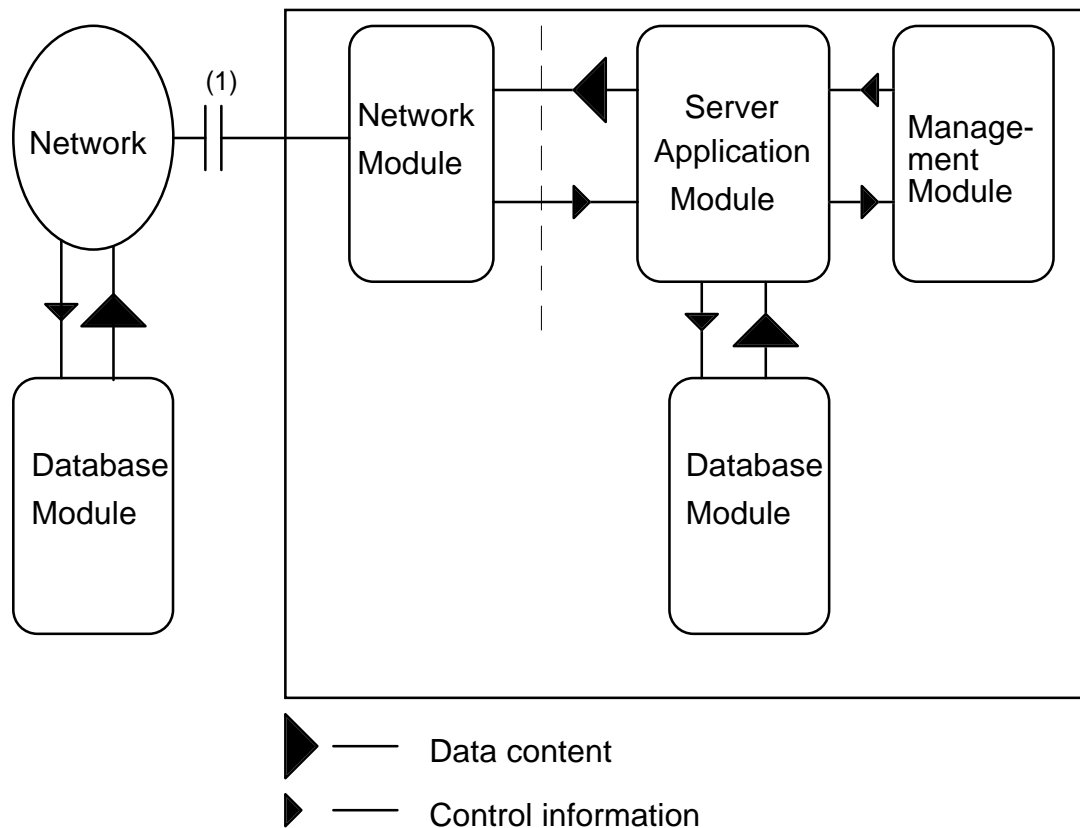 (1)
Network
Network
Module
Server
Application
Module
Manage-
ment
Module
Database
Module
Database
Module
Data content
Control information